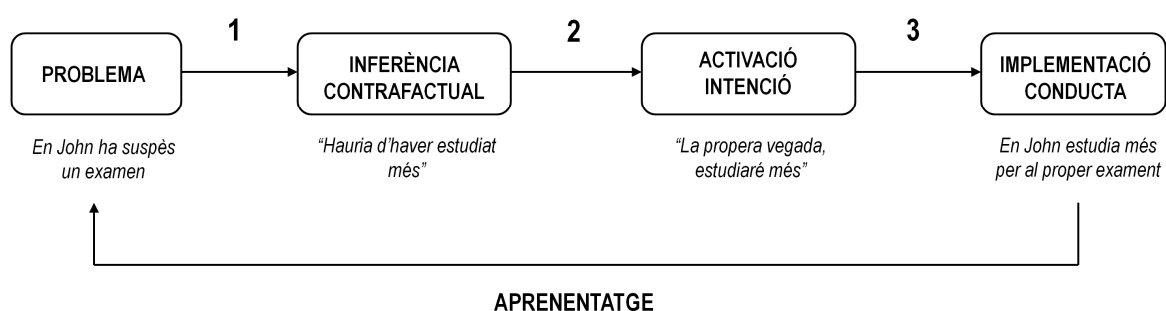 1
2
3
PROBLEMA
INFERÈNCIA
CONTRAFACTUAL
ACTIVACIÓ
INTENCIÓ
IMPLEMENTACIÓ
CONDUCTA
En John ha suspès
un examen
“Hauria d’haver estudiat
més”
“La propera vegada,
estudiaré més”
En John estudia més
per al proper exament
APRENENTATGE